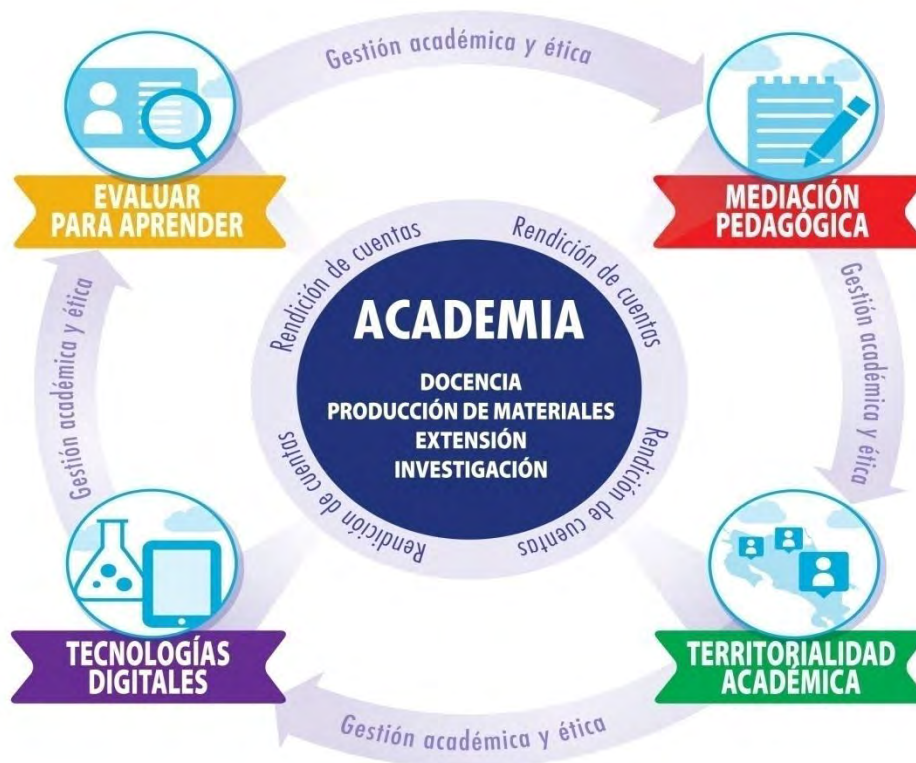 Gestión académica y ética
EVALUAR
PARA APRENDER
MEDIACIÓN
PEDAGÓGICA
Rendición de cuentas
Rendición de cuentas
ACADEMIA
DOCENCIA
PRODUCCIÓN DE MATERIALES
EXTENSIÓN
INVESTIGACIÓN
Gestión académica y ética
Gestión académica y ética
Rendición de cuentas
Rendición de cuentas
TECNOLOGÍAS
DIGITALES
TERRITORIALIDAD
ACADÉMICA
Gestión académica y ética